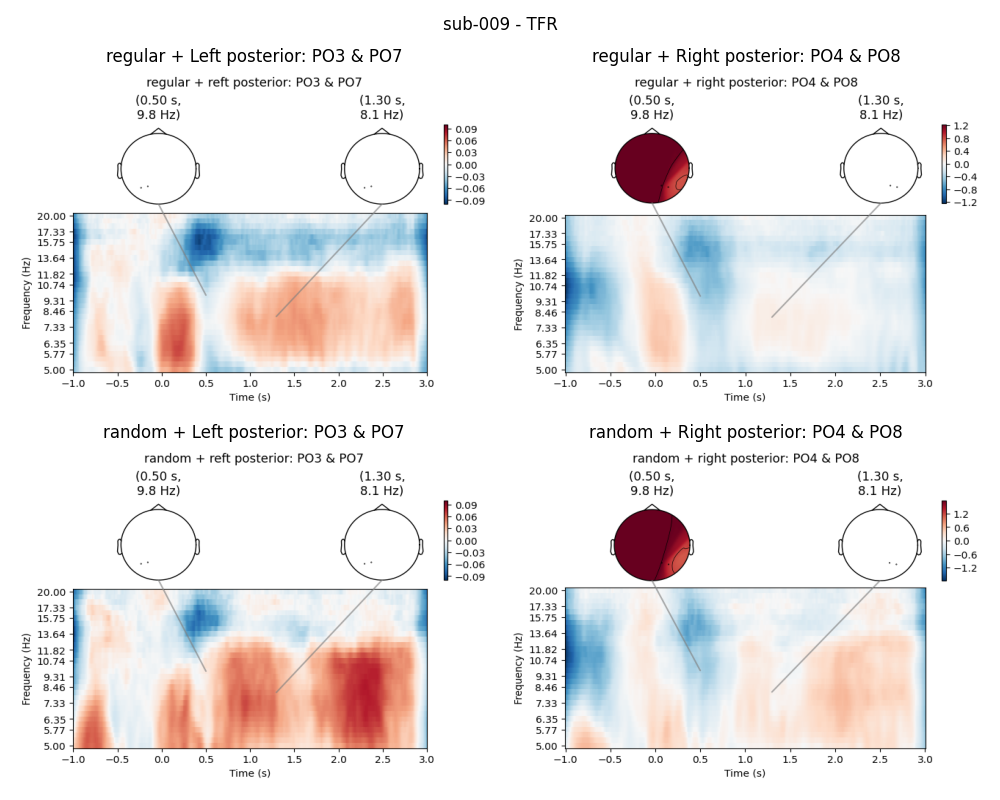 sub-009 - TFR
regular + Left posterior: PO3 & PO7
regular + reft posterior: PO3 & PO7
(0.50 s,
9.8 Hz)
(1.30 s,
8.1 Hz)
0.09
0.06
0.03
0.00
−0.03
−0.06
−0.09
Frequency (Hz)
20.00
17.33
15.75
13.64
11.82
10.74
9.31
8.46
7.33
6.35
5.77
5.00
−1.0 −0.5 0.0 0.5 1.0 1.5 2.0 2.5 3.0
Time (s)
regular + Right posterior: PO4 & PO8
regular + right posterior: PO4 & PO8
(0.50 s,
9.8 Hz)
(1.30 s,
8.1 Hz)
1.2
0.8
0.4
0.0
−0.4
−0.8
−1.2
Frequency (Hz)
20.00
17.33
15.75
13.64
11.82
10.74
9.31
8.46
7.33
6.35
5.77
5.00
−1.0 −0.5 0.0 0.5 1.0 1.5 2.0 2.5 3.0
Time (s)
random + Left posterior: PO3 & PO7
random + reft posterior: PO3 & PO7
(0.50 s,
9.8 Hz)
(1.30 s,
8.1 Hz)
0.09
0.06
0.03
0.00
−0.03
−0.06
−0.09
Frequency (Hz)
20.00
17.33
15.75
13.64
11.82
10.74
9.31
8.46
7.33
6.35
5.77
5.00
−1.0 −0.5 0.0 0.5 1.0 1.5 2.0 2.5 3.0
Time (s)
random + Right posterior: PO4 & PO8
random + right posterior: PO4 & PO8
(0.50 s,
9.8 Hz)
(1.30 s,
8.1 Hz)
1.2
0.6
0.0
−0.6
−1.2
Frequency (Hz)
20.00
17.33
15.75
13.64
11.82
10.74
9.31
8.46
7.33
6.35
5.77
5.00
−1.0 −0.5 0.0 0.5 1.0 1.5 2.0 2.5 3.0
Time (s)